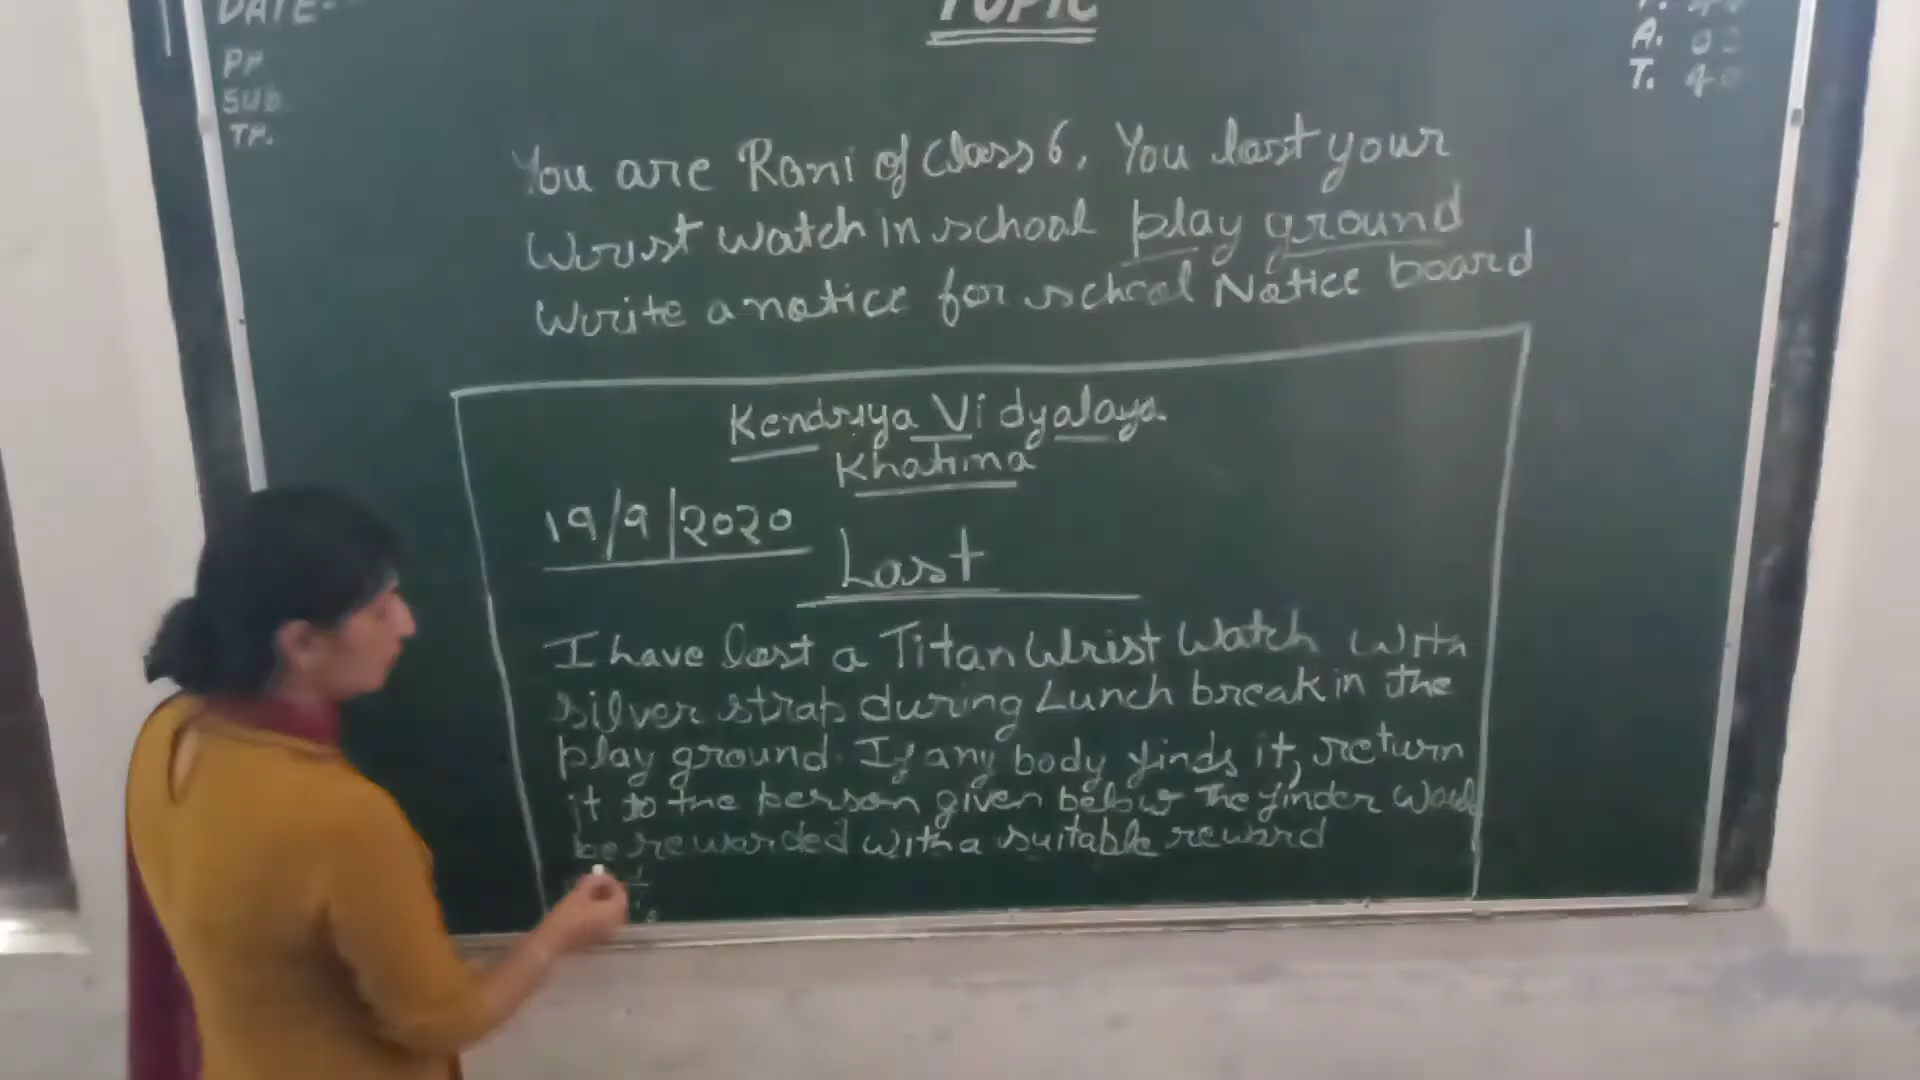 DATE-
TOPIC
A.
T.
SUB
TP.
You are Rani of class 6. You lost your
Wrist watch in school play ground
Write a notice for school Notice board
Kendriya Vidyalaya
Khatima
19/9/2020
Lost
I have lost a Titan Wrist Watch with
silver strap during Lunch break in the
play ground. If any body finds it, return
it to the person given below The finder
be rewarded with a suitable reward